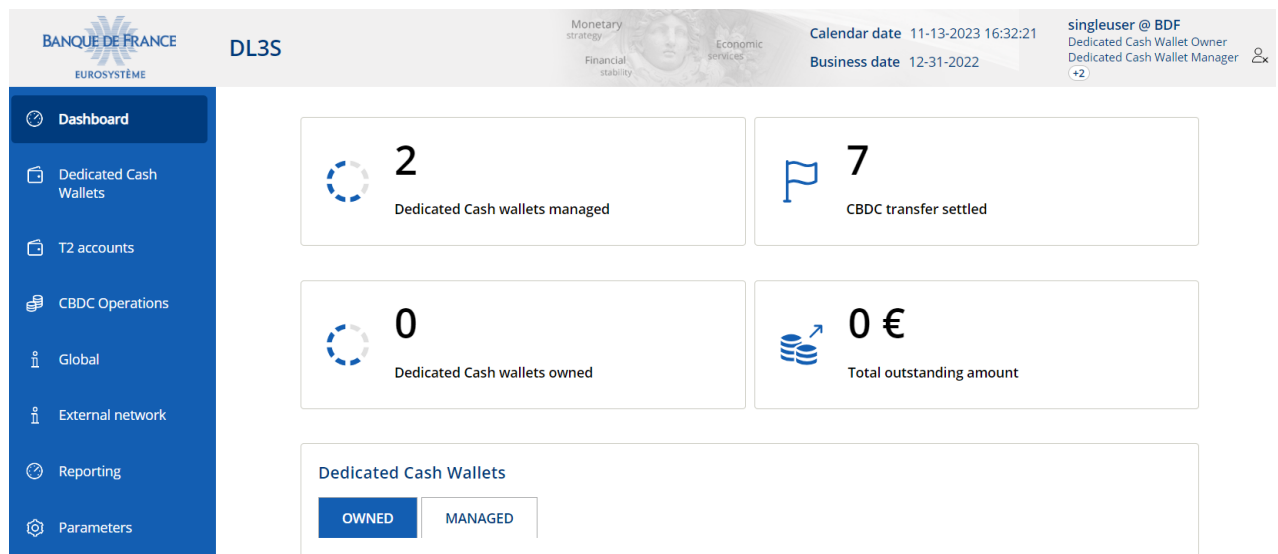 BANQUE DE FRANCE
EUROSYSTÈME
DL3S
Monetary
strategy
Economic
services
Financial
stability
Calendar date 11-13-2023 16:32:21
Business date 12-31-2022
singleuser @ BDF
Dedicated Cash Wallet Owner
Dedicated Cash Wallet Manager
+2
Dashboard
Dedicated Cash
Wallets
T2 accounts
CBDC Operations
Global
External network
Reporting
Parameters
2
Dedicated Cash wallets managed
7
CBDC transfer settled
0
Dedicated Cash wallets owned
0 €
Total outstanding amount
Dedicated Cash Wallets
OWNED
MANAGED